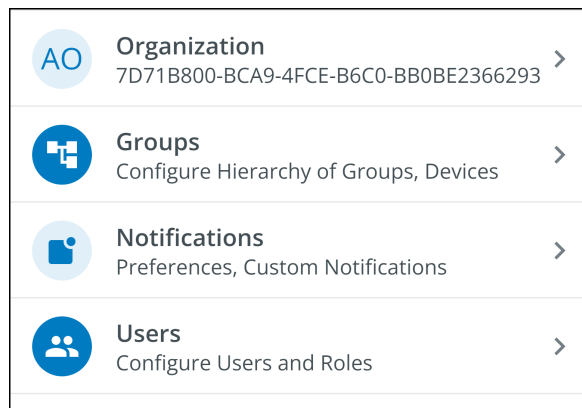 AO
Organization
7D71B800-BCA9-4FCE-B6C0-BB0BE2366293
Groups
Configure Hierarchy of Groups, Devices
Notifications
Preferences, Custom Notifications
Users
Configure Users and Roles